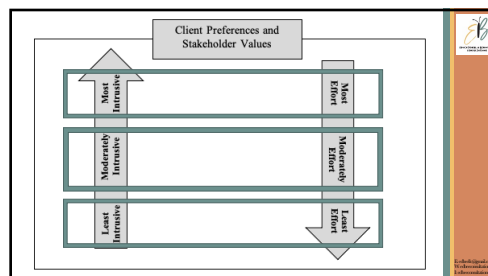 Client Preferences and
Stakeholder Values
Most
Intrusive
Most
Effort
Moderately
Intrusive
Moderately
Effort
Least
Intrusive
Least
Effort